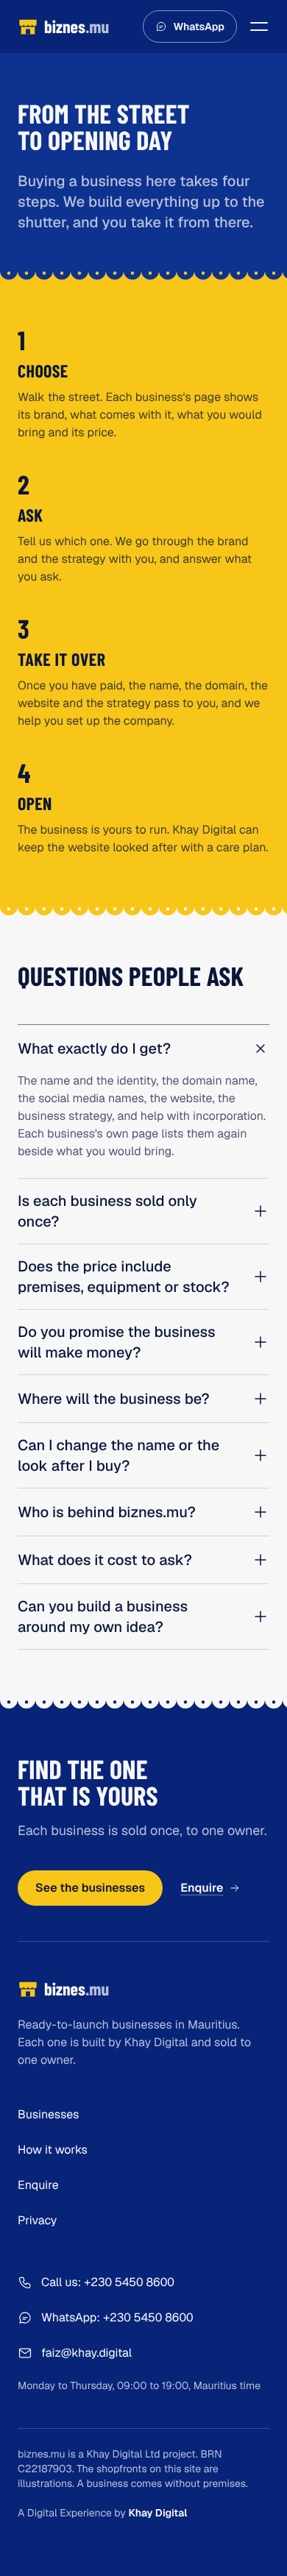 biznes.mu
WhatsApp
FROM THE STREET
TO OPENING DAY
Buying a business here takes four
steps. We build everything up to the
shutter, and you take it from there.
1
CHOOSE
Walk the street. Each business's page shows
its brand, what comes with it, what you would
bring and its price.
2
ASK
Tell us which one. We go through the brand
and the strategy with you, and answer what
you ask.
3
TAKE IT OVER
Once you have paid, the name, the domain, the
website and the strategy pass to you, and we
help you set up the company.
4
OPEN
The business is yours to run. Khay Digital can
keep the website looked after with a care plan.
QUESTIONS PEOPLE ASK
What exactly do I get?
The name and the identity, the domain name,
the social media names, the website, the
business strategy, and help with incorporation.
Each business's own page lists them again
beside what you would bring.
Is each business sold only
once?
Does the price include
premises, equipment or stock?
Do you promise the business
will make money?
Where will the business be?
Can I change the name or the
look after I buy?
Who is behind biznes.mu?
What does it cost to ask?
Can you build a business
around my own idea?
FIND THE ONE
THAT IS YOURS
Each business is sold once, to one owner.
See the businesses
Enquire
biznes.mu
Ready-to-launch businesses in Mauritius.
Each one is built by Khay Digital and sold to
one owner.
Businesses
How it works
Enquire
Privacy
Call us: +230 5450 8600
WhatsApp: +230 5450 8600
faiz@khay.digital
Monday to Thursday, 09:00 to 19:00, Mauritius time
biznes.mu is a Khay Digital Ltd project. BRN
C22187903. The shopfronts on this site are
illustrations. A business comes without premises.
A Digital Experience by Khay Digital